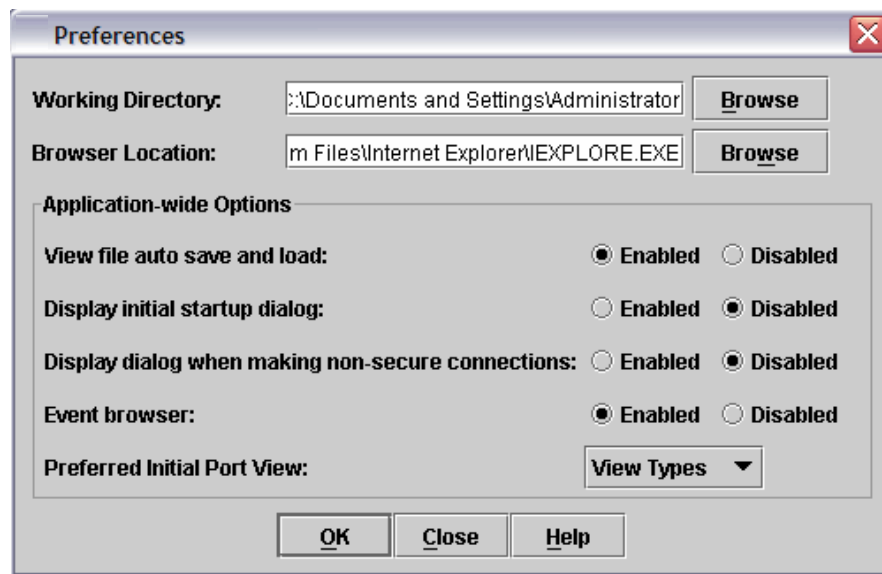 Preferences
Working Directory: :\Documents and Settings\Administrator Browse
Browser Location: m Files\Internet Explorer\IEXPLORE.EXE Browse
Application-wide Options
View file auto save and load: Enabled Disabled
Display initial startup dialog: Enabled Disabled
Display dialog when making non-secure connections: Enabled Disabled
Event browser: Enabled Disabled
Preferred Initial Port View: View Types
OK Close Help